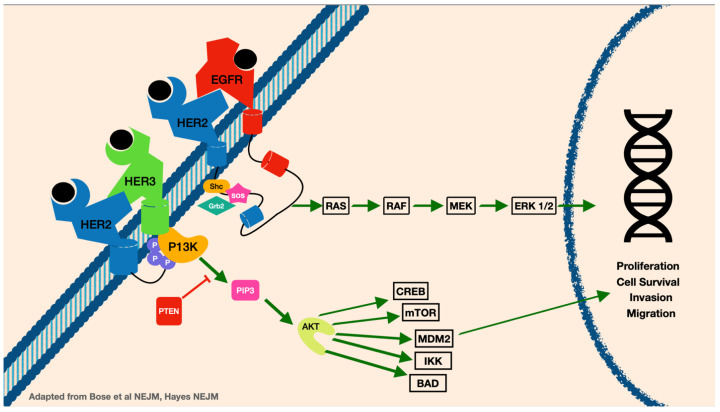 EGFR
HER2
HER3
HER2
Shc
SOS
Grb2
RAS
RAF
MEK
ERK 1/2
P
P
P
P13K
PTEN
PIP3
AKT
CREB
mTOR
MDM2
IKK
BAD
Proliferation
Cell Survival
Invasion
Migration
Adapted from Bose et al NEJM, Hayes NEJM